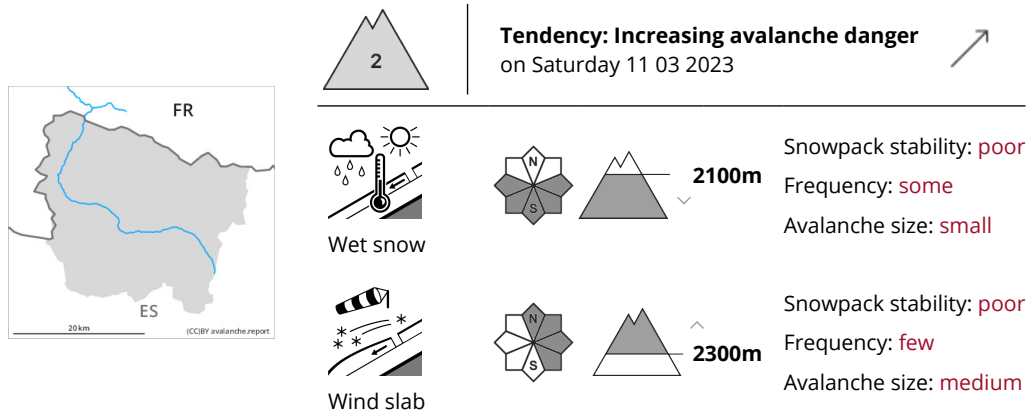 2
Tendency: Increasing avalanche danger
on Saturday 11 03 2023
FR
ES
20 km
(CC)BY avalanche.report
Wet snow
N
S
2100m
Snowpack stability: poor
Frequency: some
Avalanche size: small
Wind slab
N
S
2300m
Snowpack stability: poor
Frequency: few
Avalanche size: medium